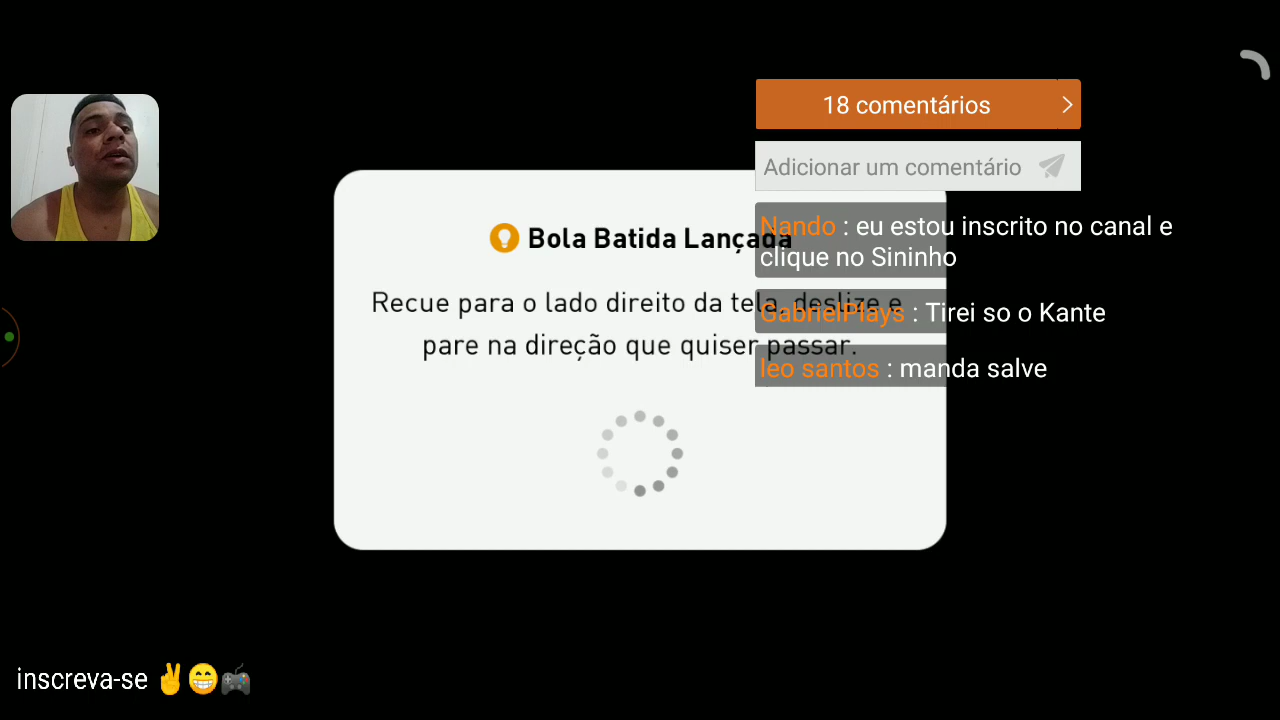 18 comentários
Adicionar um comentário
Nando : eu estou inscrito no canal e
clique no Sininho
GabrielPlays : Tirei so o Kante
leo santos : manda salve
Bola Batida Lançada
Recue para o lado direito da tela, deslize e
pare na direção que quiser passar.
inscreva-se ✌😁🎮